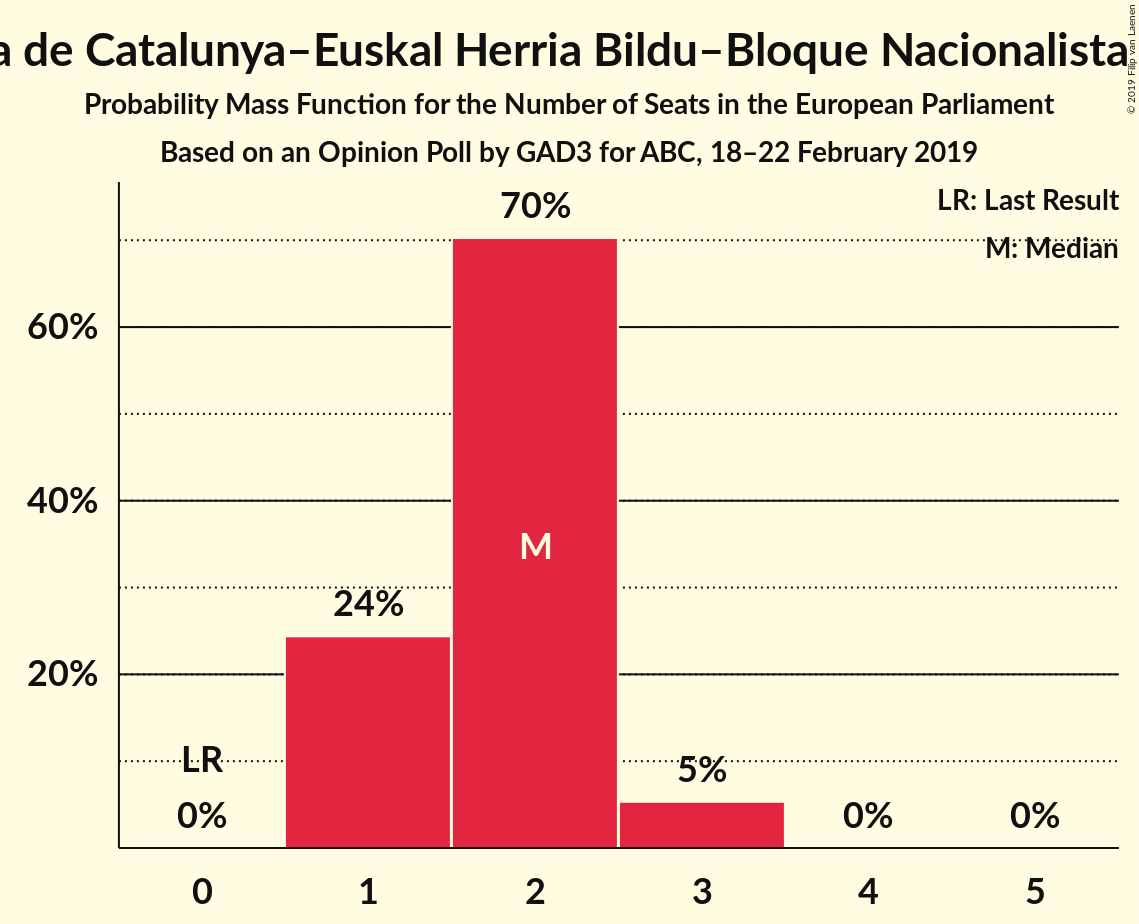 a de Catalunya–Euskal Herria Bildu–Bloque Nacionalista
© 2019 Filip van Laenen
Probability Mass Function for the Number of Seats in the European Parliament
Based on an Opinion Poll by GAD3 for ABC, 18–22 February 2019
LR: Last Result
M: Median
70%
60%
40%
M
24%
20%
LR
5%
0%
0%
0%
0 1 2 3 4 5